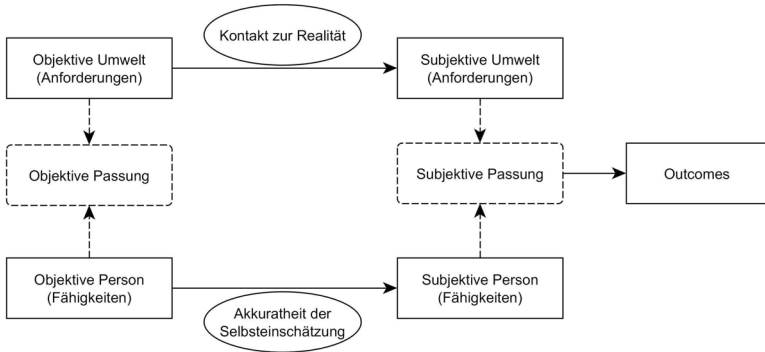 Kontakt zur Realität
Objektive Umwelt
(Anforderungen)
Subjektive Umwelt
(Anforderungen)
Objektive Passung
Subjektive Passung
Outcomes
Objektive Person
(Fähigkeiten)
Subjektive Person
(Fähigkeiten)
Akkuratheit der
Selbsteinschätzung